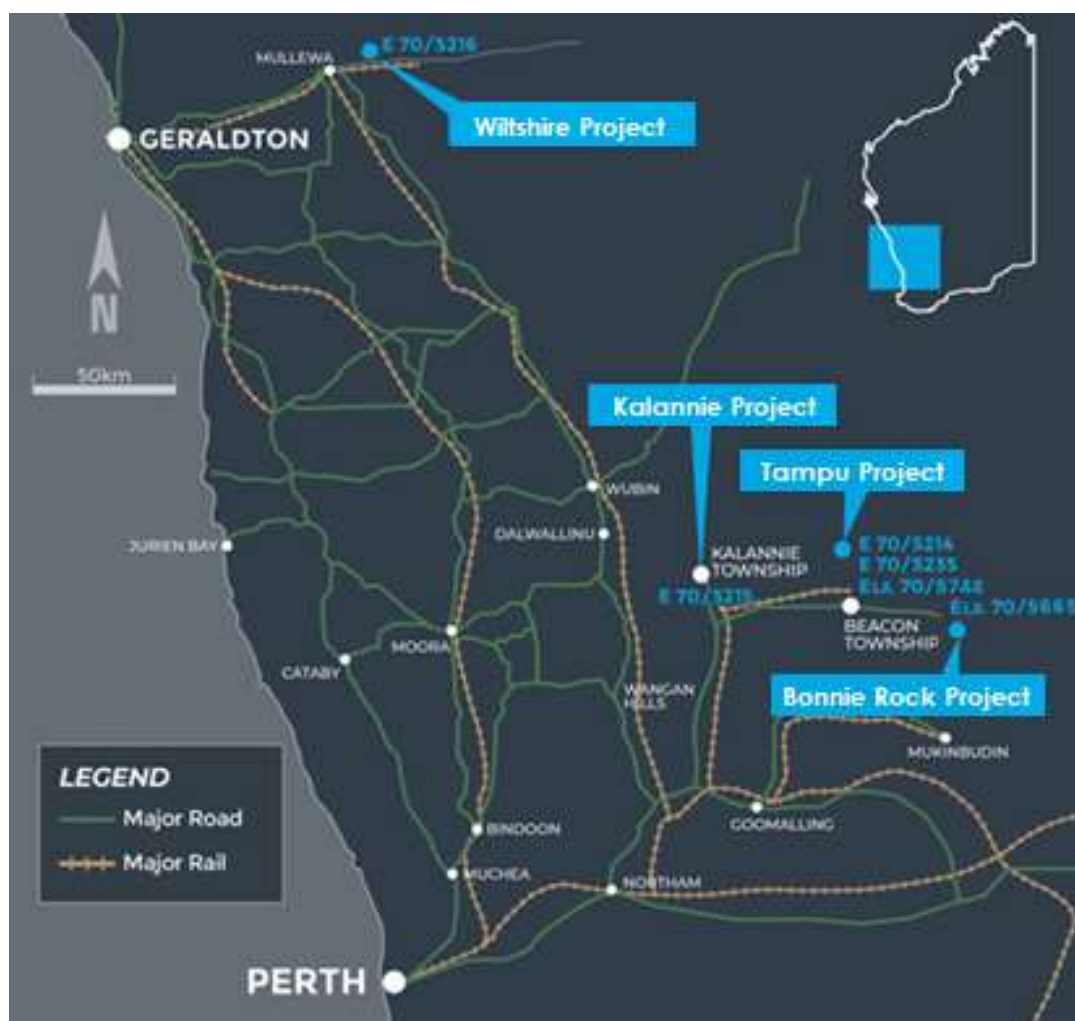 E 70/5216
MULLEWA
Wiltshire Project
GERALDTON
N
50km
Kalannie Project
Tampu Project
WUBIN
DALWALLINU
JURIEN BAY
KALANNIE
TOWNSHIP
E 70/5214
E 70/5235
E 70/5215
BEACON
TOWNSHIP
MOORA
CATABY
WANGAN
HILLS
Bonnie Rock Project
MUKINBUDIN
LEGEND
Major Road
Major Rail
BINDOON
GOOMALLING
MUCHEA
NORTHAM
PERTH